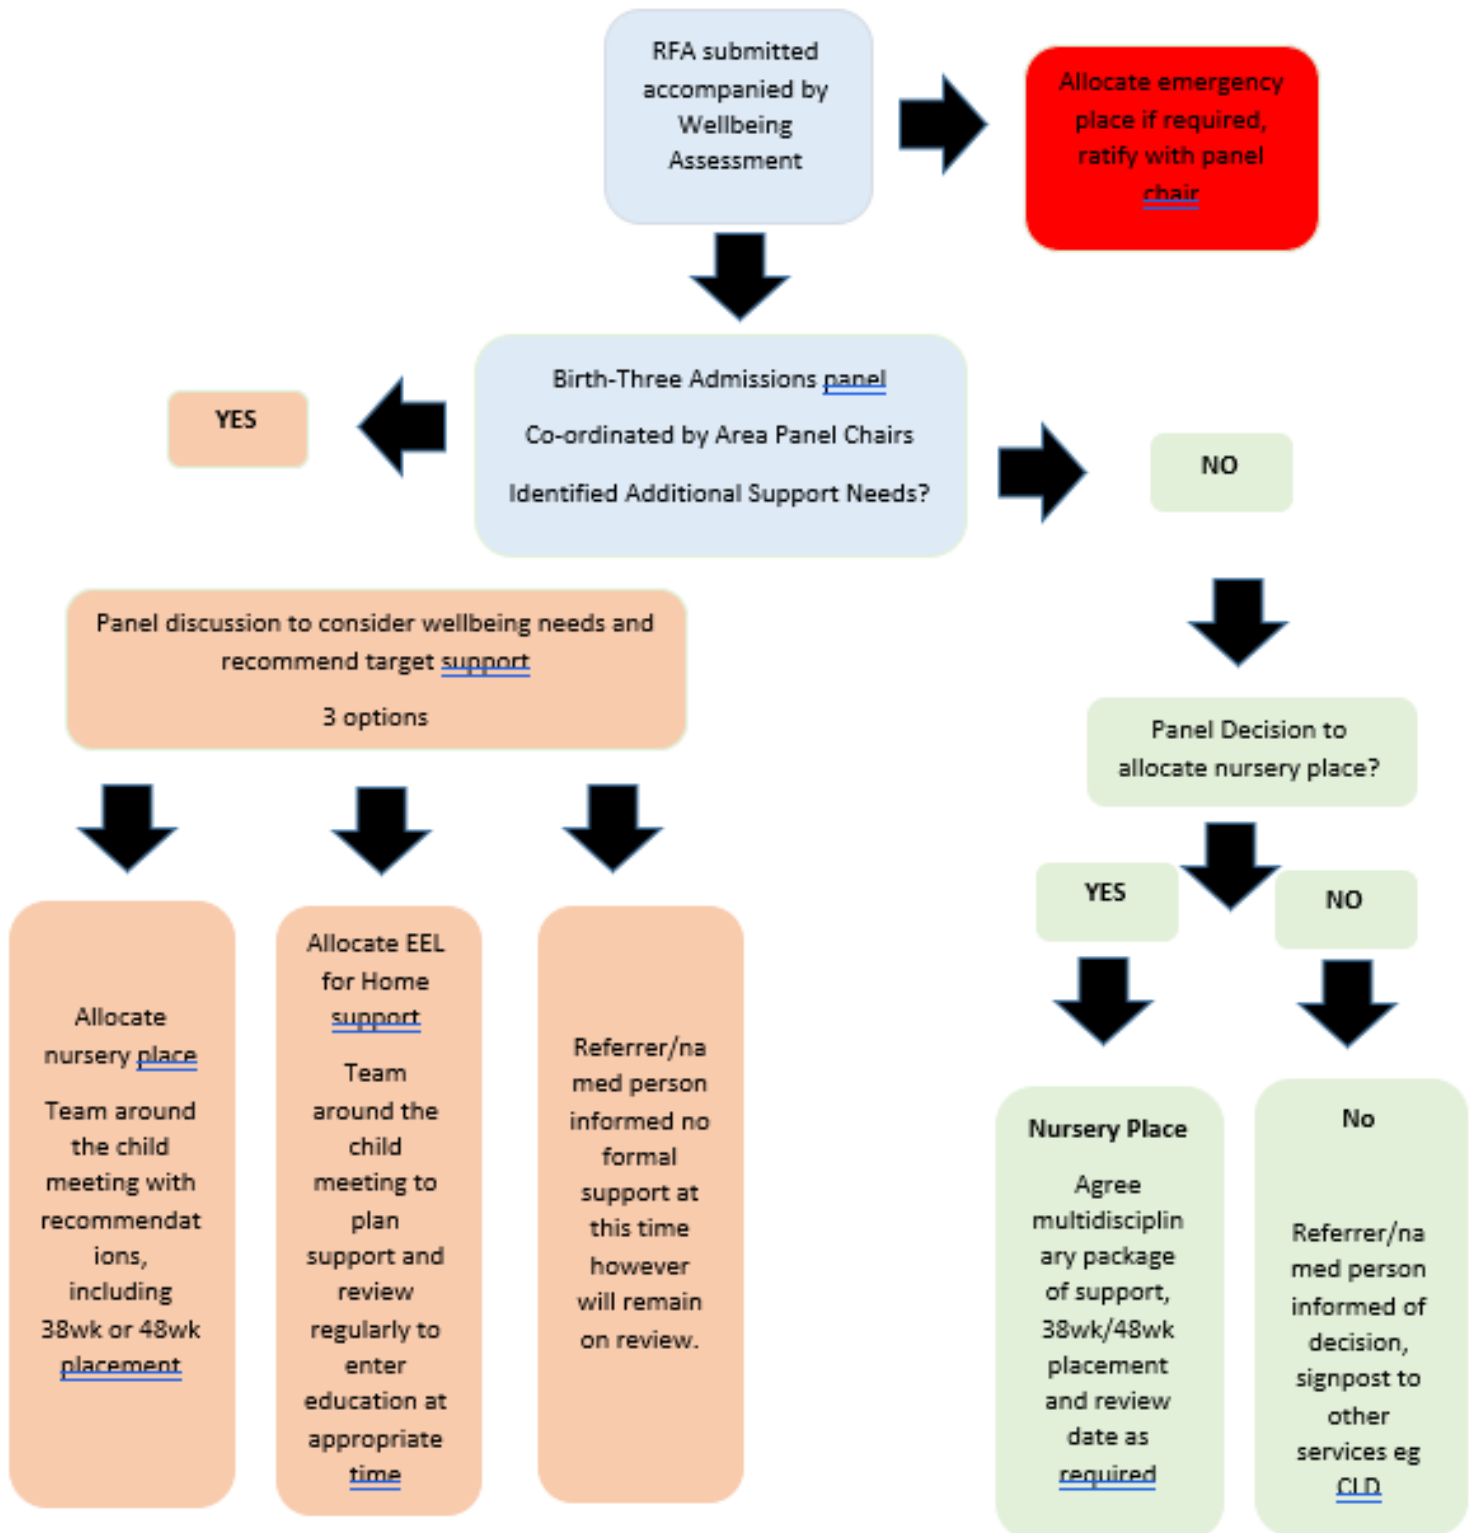 RFA submitted
accompanied by
Wellbeing
Assessment
Allocate emergency
place if required,
ratify with panel
chair
Birth-Three Admissions panel
Co-ordinated by Area Panel Chairs
Identified Additional Support Needs?
YES
NO
Panel discussion to consider wellbeing needs and
recommend target support
3 options
Panel Decision to
allocate nursery place?
YES
NO
Allocate
nursery place
Team around
the child
meeting with
recommendat
ions,
including
38wk or 48wk
placement
Allocate EEL
for Home
support
Team
around the
child
meeting to
plan
support and
review
regularly to
enter
education at
appropriate
time
Referrer/na
med person
informed no
formal
support at
this time
however
will remain
on review.
Nursery Place
Agree
multidisciplin
ary package
of support,
38wk/48wk
placement
and review
date as
required
No
Referrer/na
med person
informed of
decision,
signpost to
other
services eg
CLD